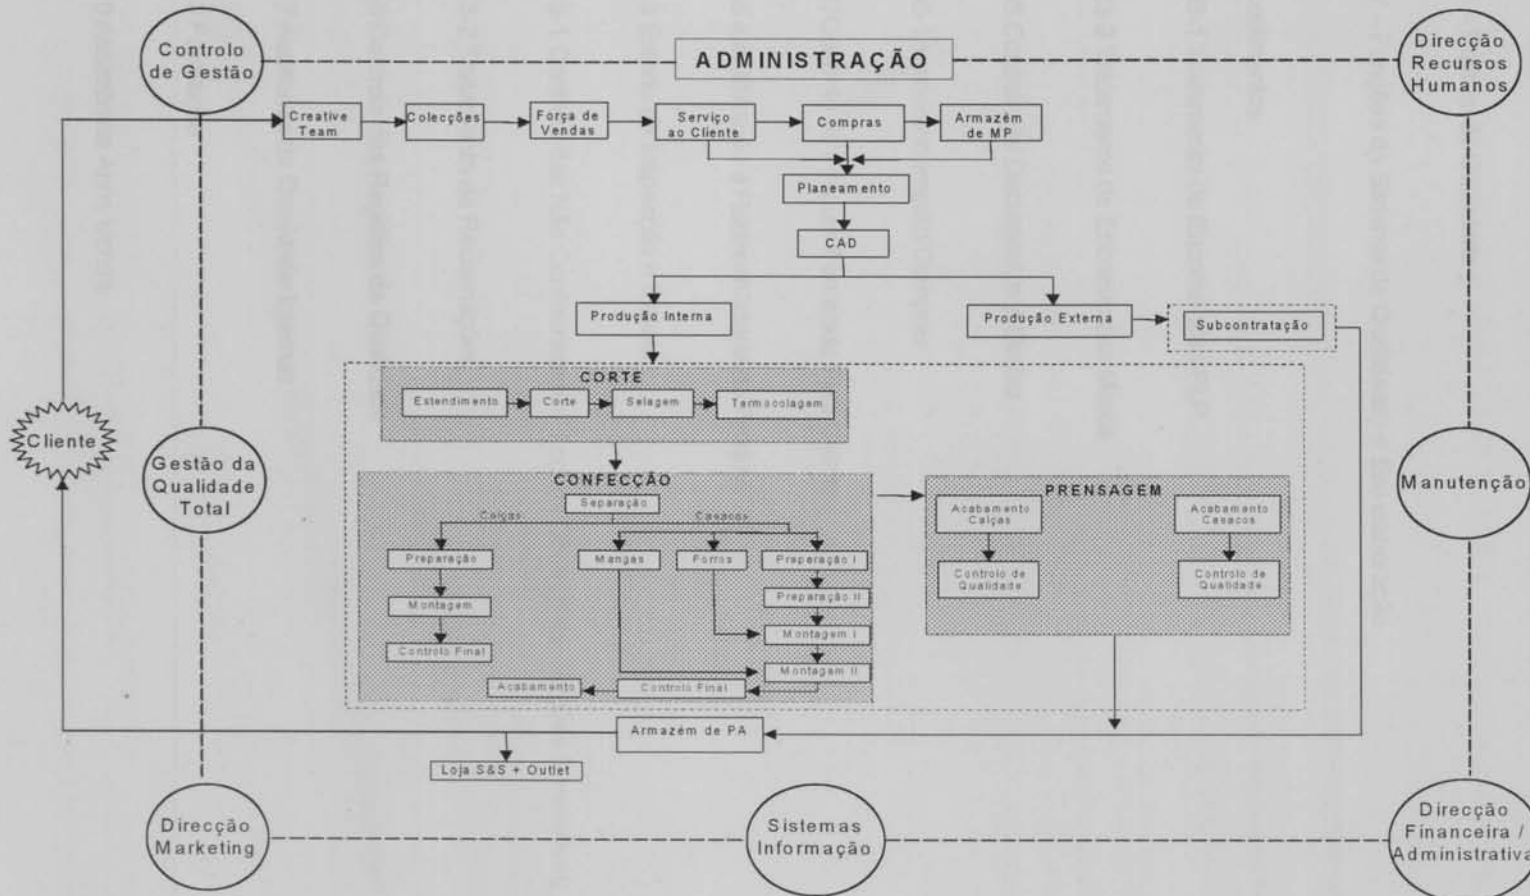 Controlo
de Gestão
ADMINISTRAÇÃO
Direcção
Recursos
Humanos
Creative
Team
Colecções
Força de
Vendas
Serviço
ao Cliente
Compras
Armazém
de MP
Planeamento
CAD
Produção Interna
Produção Externa
Subcontratação
CORTE
Estendimento
Corte
Selagem
Termocolagem
Cliente
Gestão da
Qualidade
Total
CONFECÇÃO
Separação
Calças
Casacos
Preparação
Mangas
Forros
Preparação I
Preparação II
Montagem
Montagem I
Controlo Final
Montagem II
Acabamento
Controlo Final
PRENSAGEM
Acabamento
Calças
Acabamento
Casacos
Controlo de
Qualidade
Controlo de
Qualidade
Manutenção
Armazém de PA
Loja S&S + Outlet
Direcção
Marketing
Sistemas
Informação
Direcção
Financeira /
Administrativa